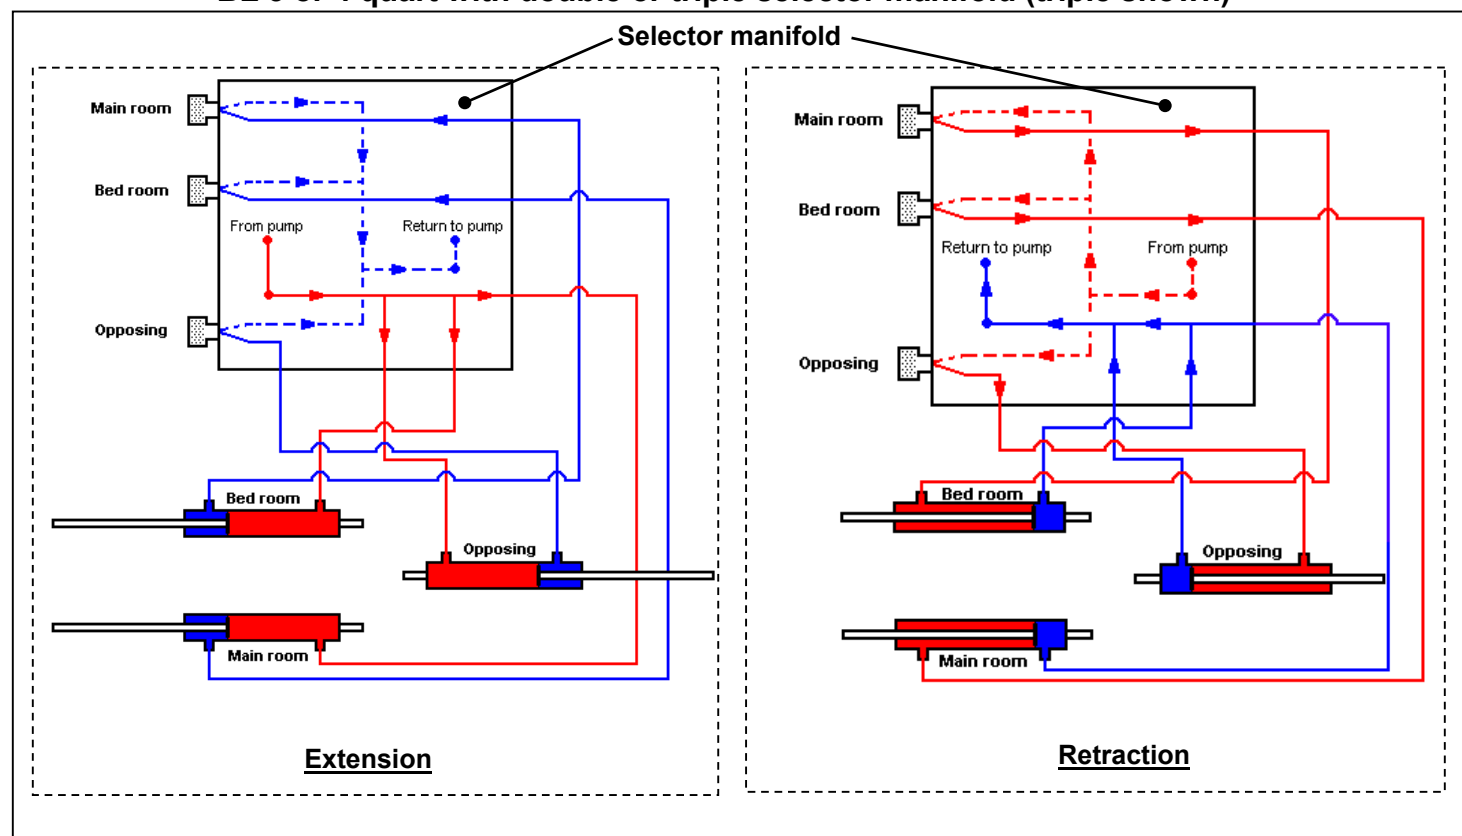 Selector manifold
Main room
Bed room
From pump
Return to pump
Opposing
Bed room
Opposing
Main room
Extension
Main room
Bed room
Return to pump
From pump
Opposing
Bed room
Opposing
Main room
Retraction